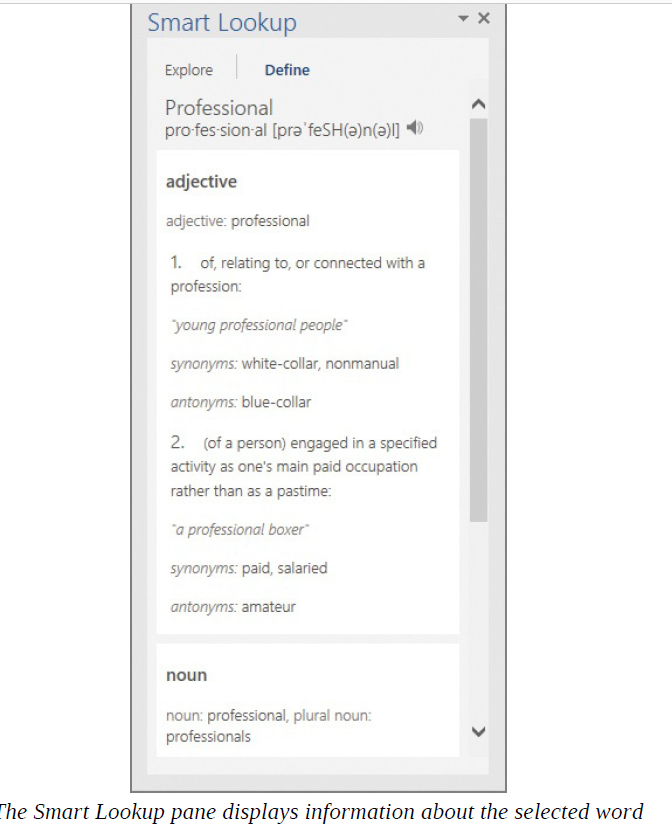 Smart Lookup
Explore Define
Professional
pro·fes·sion·al [prəˈfeSH(ə)n(ə)l]
adjective
adjective: professional
1. of, relating to, or connected with a
profession:
"young professional people"
synonyms: white-collar, nonmanual
antonyms: blue-collar
2. (of a person) engaged in a specified
activity as one's main paid occupation
rather than as a pastime:
"a professional boxer"
synonyms: paid, salaried
antonyms: amateur
noun
noun: professional, plural noun:
professionals
The Smart Lookup pane displays information about the selected word